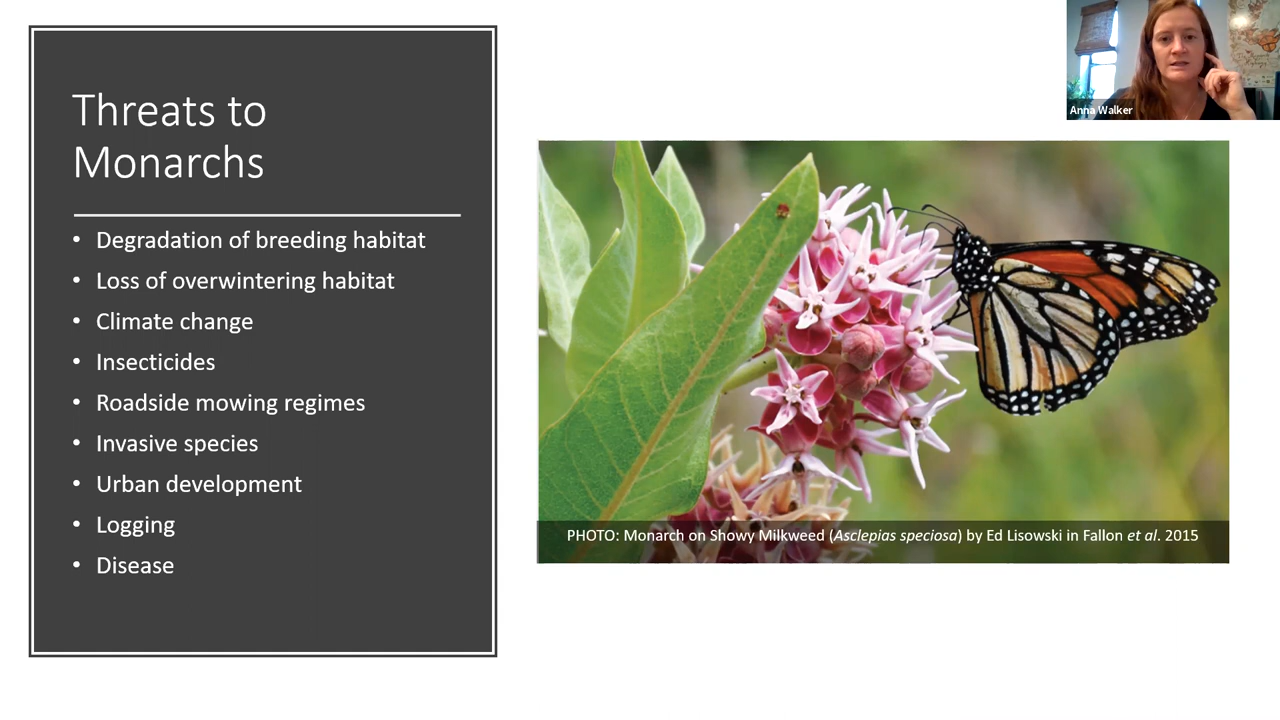 Threats to
Monarchs
• Degradation of breeding habitat
• Loss of overwintering habitat
• Climate change
• Insecticides
• Roadside mowing regimes
• Invasive species
• Urban development
• Logging
• Disease
Anna Walker
PHOTO: Monarch on Showy Milkweed (Asclepias speciosa) by Ed Lisowski in Fallon et al. 2015